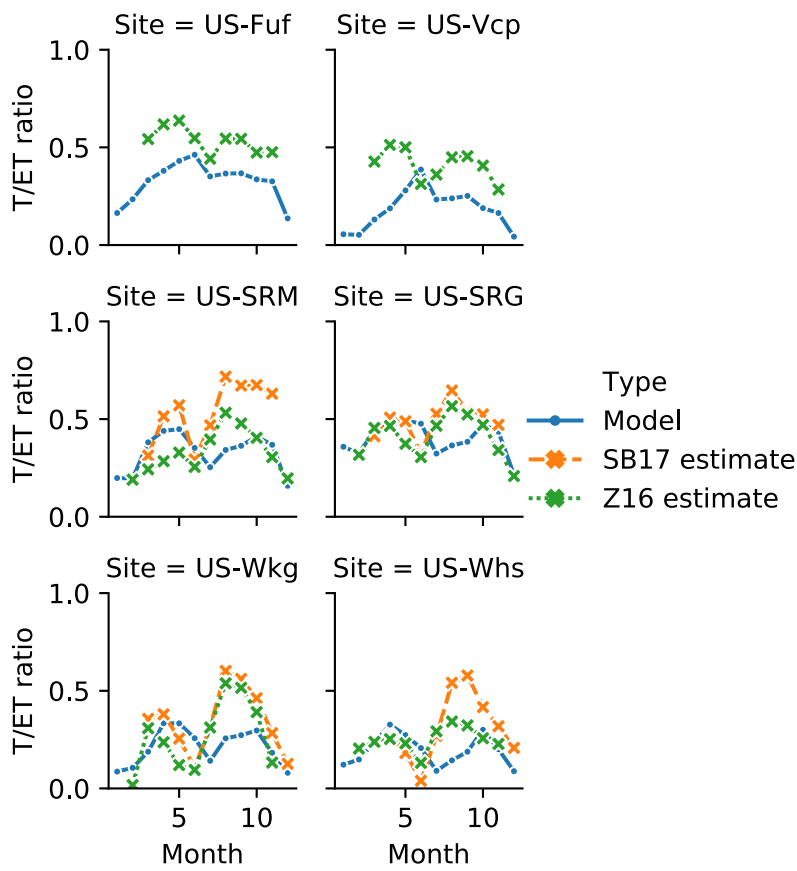 Site = US-Fuf
Site = US-Vcp
1.0
0.5
0.0
T/ET ratio
Site = US-SRM
Site = US-SRG
1.0
0.5
0.0
T/ET ratio
Type
Model
SB17 estimate
Z16 estimate
Site = US-Wkg
Site = US-Whs
1.0
0.5
0.0
T/ET ratio
5
10
5
10
Month
Month